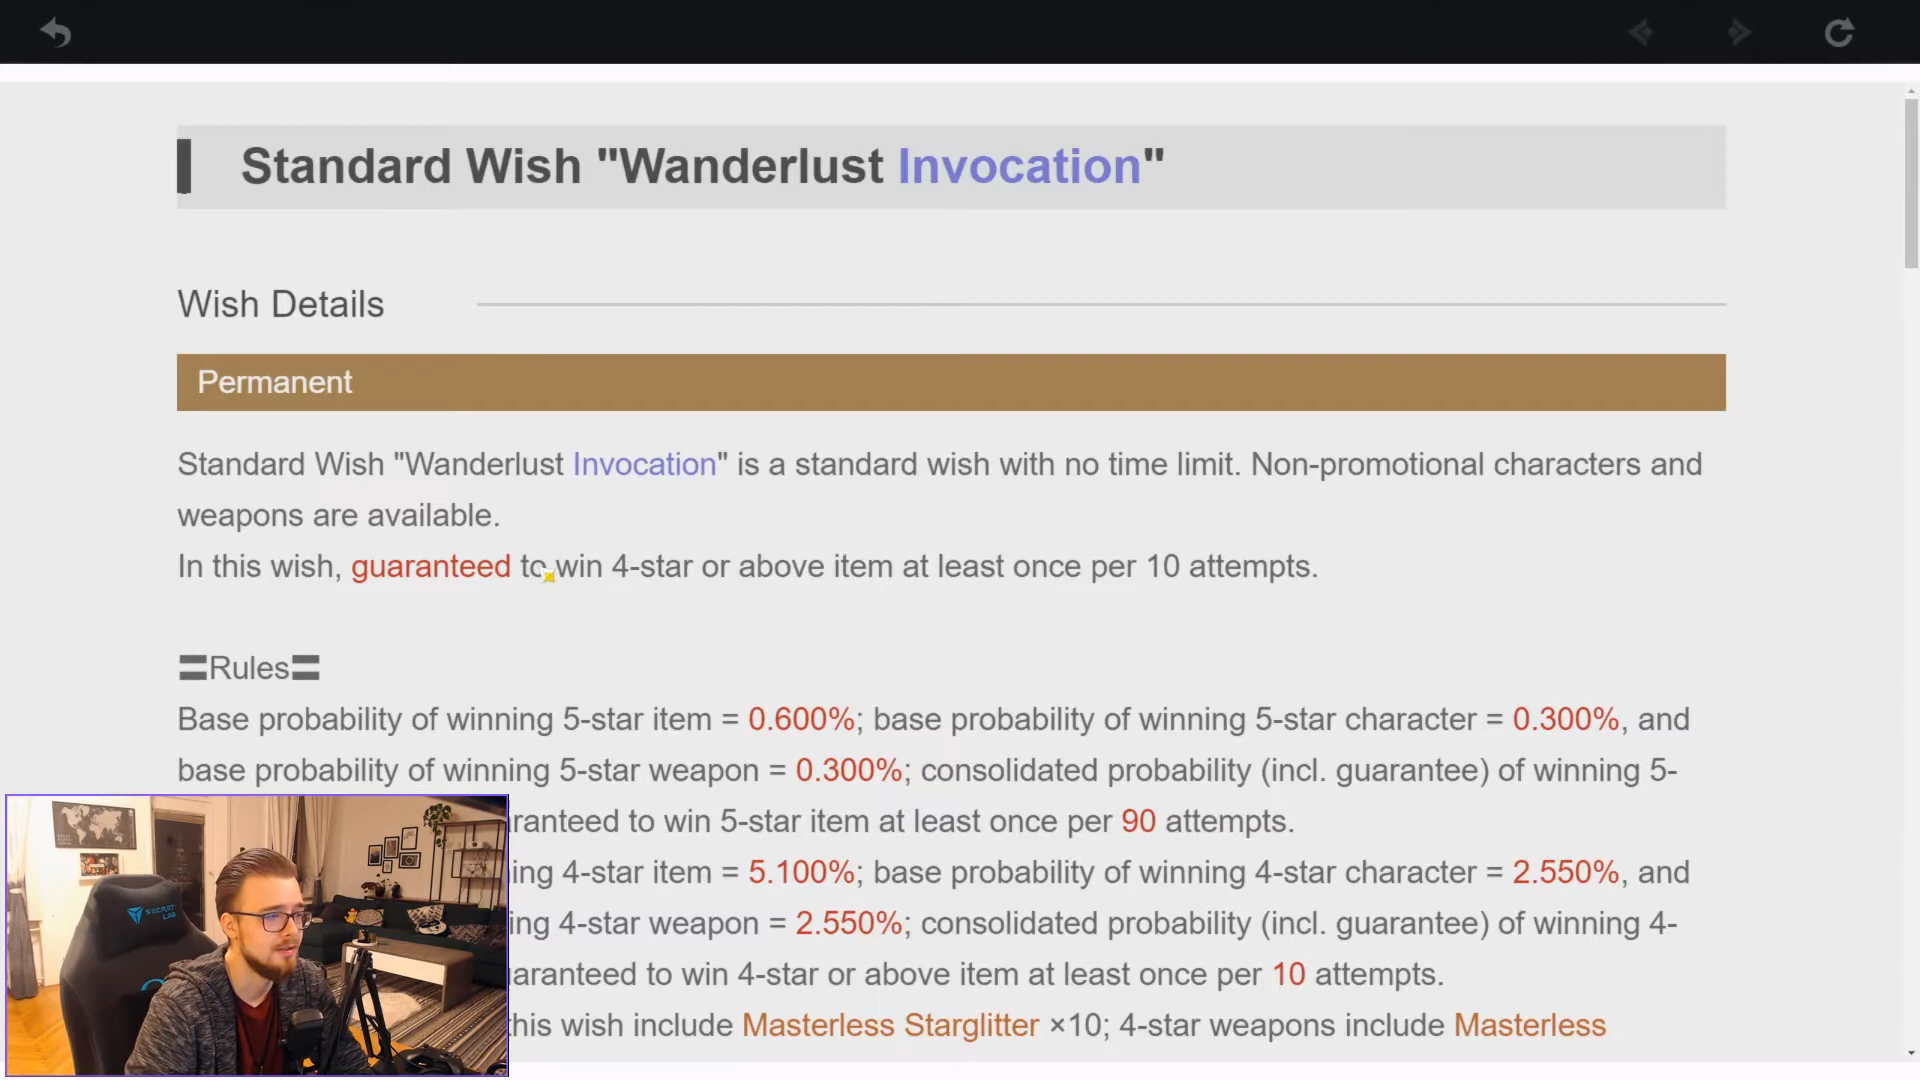 Standard Wish "Wanderlust Invocation"
Wish Details
Permanent
Standard Wish "Wanderlust Invocation" is a standard wish with no time limit. Non-promotional characters and
weapons are available.
In this wish, guaranteed to win 4-star or above item at least once per 10 attempts.
〓Rules〓
Base probability of winning 5-star item = 0.600%; base probability of winning 5-star character = 0.300%, and
base probability of winning 5-star weapon = 0.300%; consolidated probability (incl. guarantee) of winning 5-
ranteed to win 5-star item at least once per 90 attempts.
ing 4-star item = 5.100%; base probability of winning 4-star character = 2.550%, and
ing 4-star weapon = 2.550%; consolidated probability (incl. guarantee) of winning 4-
aranteed to win 4-star or above item at least once per 10 attempts.
this wish include Masterless Starglitter ×10; 4-star weapons include Masterless
SECRET
LAB